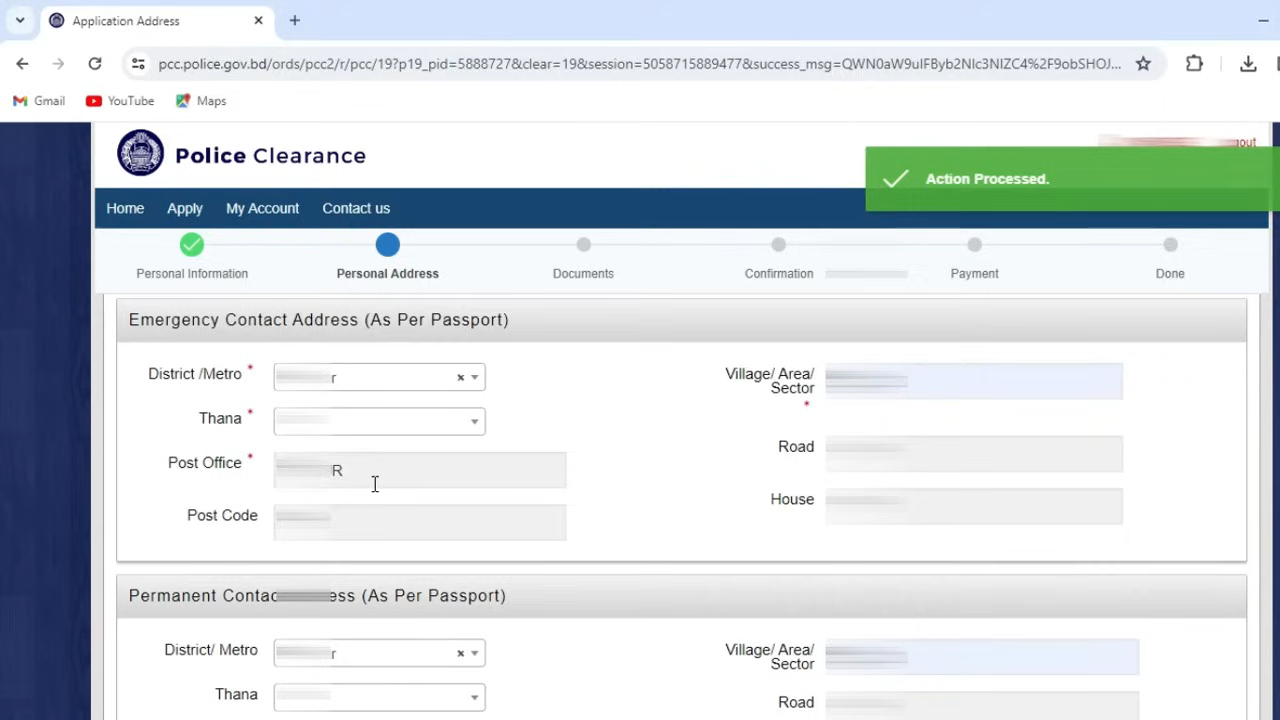 Application Address
pcc.police.gov.bd/ords/pcc2/r/pcc/19?p19_pid=5888727&clear=19&session=5058715889477&success_msg=QWN0aW9uIFByb2Nlc3NlZC4%2F9obSHOJ...
Gmail YouTube Maps
Police Clearance
Action Processed.
Home Apply My Account Contact us
Personal Information Personal Address Documents Confirmation Payment Done
Emergency Contact Address (As Per Passport)
District /Metro *
Village/ Area/
Sector
*
Thana *
Post Office *
Road
Post Code
House
Permanent Contac ess (As Per Passport)
District/ Metro
Village/ Area/
Sector
Thana
Road